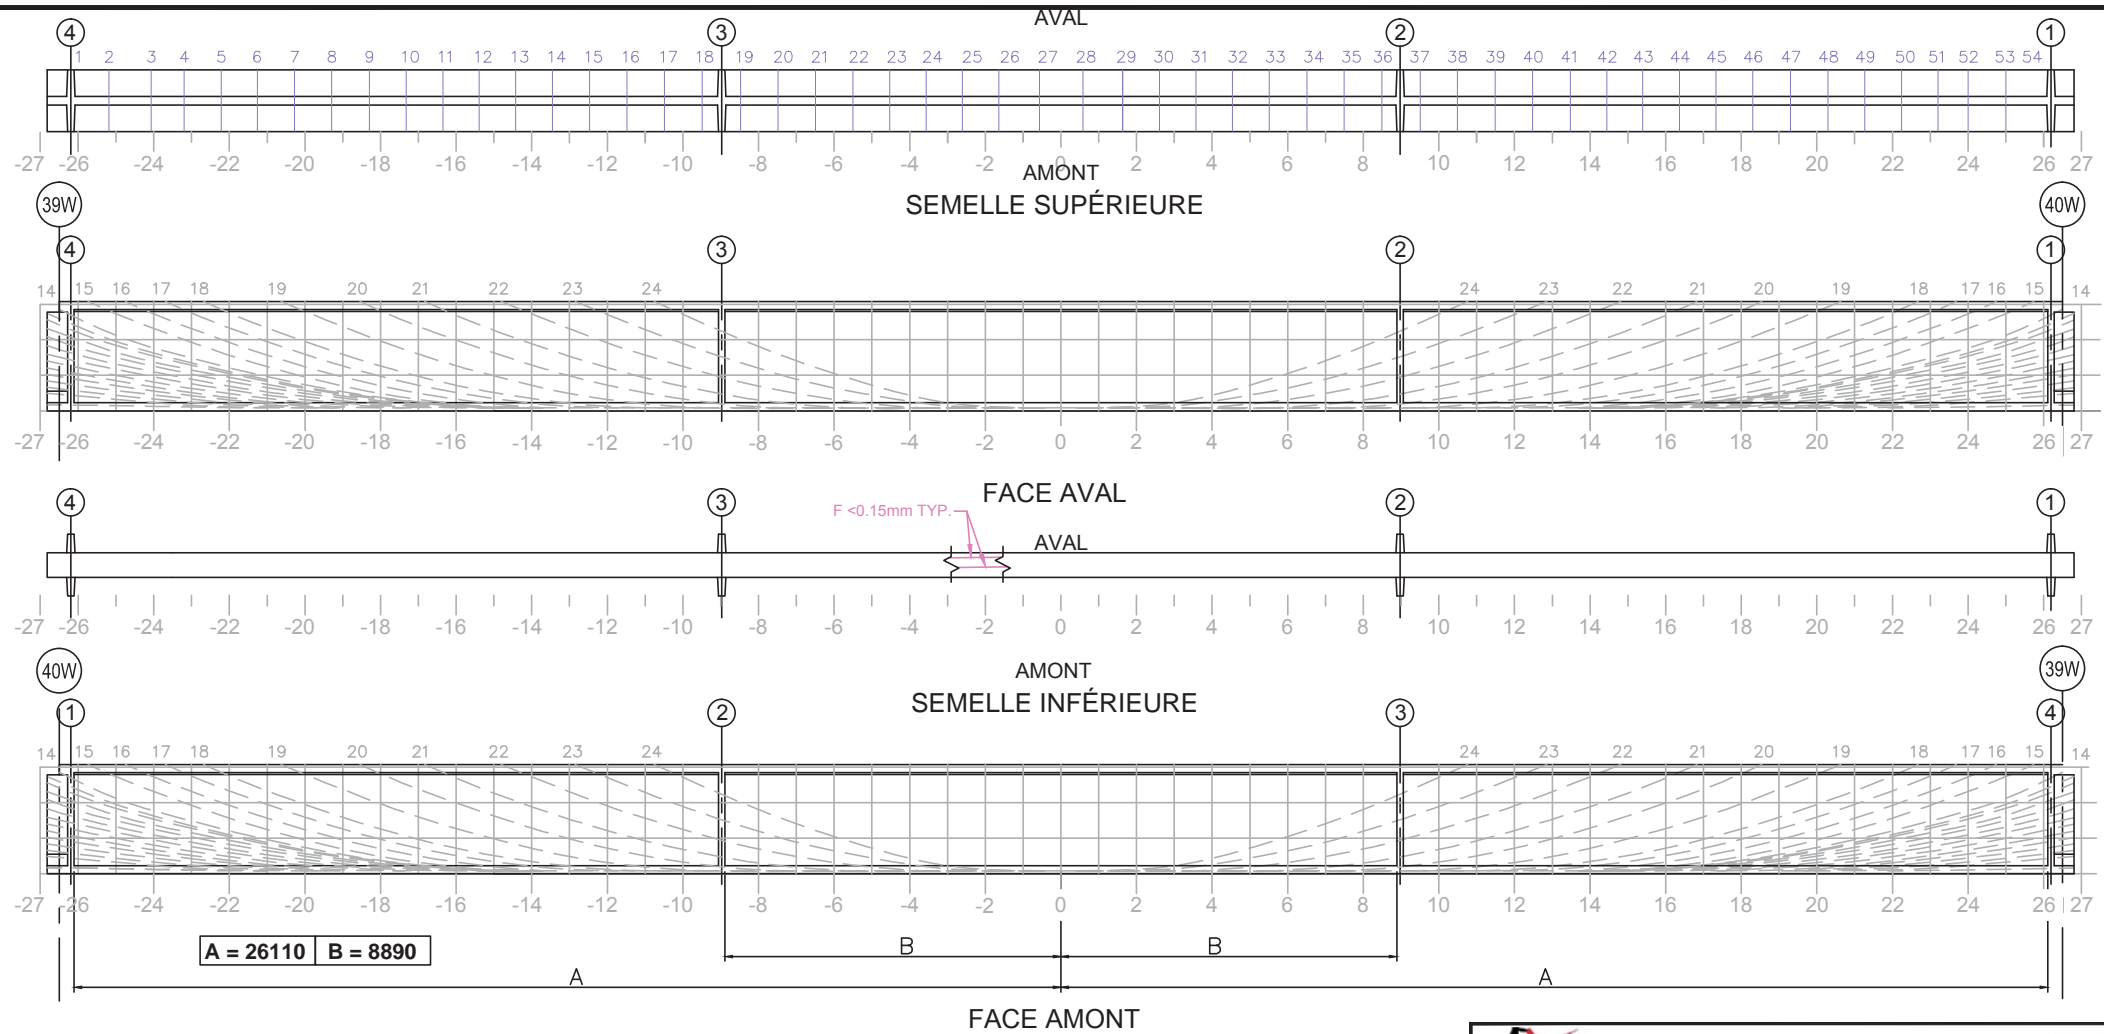 AVAL
4 3 2 1
1 2 3 4 5 6 7 8 9 10 11 12 13 14 15 16 17 18 19 20 21 22 23 24 25 26 27 28 29 30 31 32 33 34 35 36 37 38 39 40 41 42 43 44 45 46 47 48 49 50 51 52 53 54
-27 -26 -24 -22 -20 -18 -16 -14 -12 -10 -8 -6 -4 -2 0 2 4 6 8 10 12 14 16 18 20 22 24 26 27
AMONT
SEMELLE SUPÉRIEURE
39W 40W
4 3 2 1
14 15 16 17 18 19 20 21 22 23 24 24 23 22 21 20 19 18 17 16 15 14
-27 -26 -24 -22 -20 -18 -16 -14 -12 -10 -8 -6 -4 -2 0 2 4 6 8 10 12 14 16 18 20 22 24 26 27
FACE AVAL
4 3 2 1
F <0.15mm TYP.
AVAL
-27 -26 -24 -22 -20 -18 -16 -14 -12 -10 -8 -6 -4 -2 0 2 4 6 8 10 12 14 16 18 20 22 24 26 27
AMONT
SEMELLE INFÉRIEURE
40W 39W
1 2 3 4
14 15 16 17 18 19 20 21 22 23 24 24 23 22 21 20 19 18 17 16 15 14
-27 -26 -24 -22 -20 -18 -16 -14 -12 -10 -8 -6 -4 -2 0 2 4 6 8 10 12 14 16 18 20 22 24 26 27
A = 26110 B = 8890
B B
A A
FACE AMONT